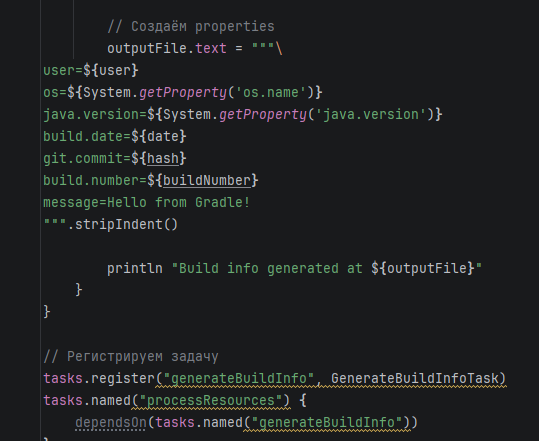 // Создаём properties
outputFile.text = """\
user=${user}
os=${System.getProperty('os.name')}
java.version=${System.getProperty('java.version')}
build.date=${date}
git.commit=${hash}
build.number=${buildNumber}
message=Hello from Gradle!
""".stripIndent()
println "Build info generated at ${outputFile}"
}
}
// Регистрируем задачу
tasks.register("generateBuildInfo", GenerateBuildInfoTask)
tasks.named("processResources") {
dependsOn(tasks.named("generateBuildInfo"))
}